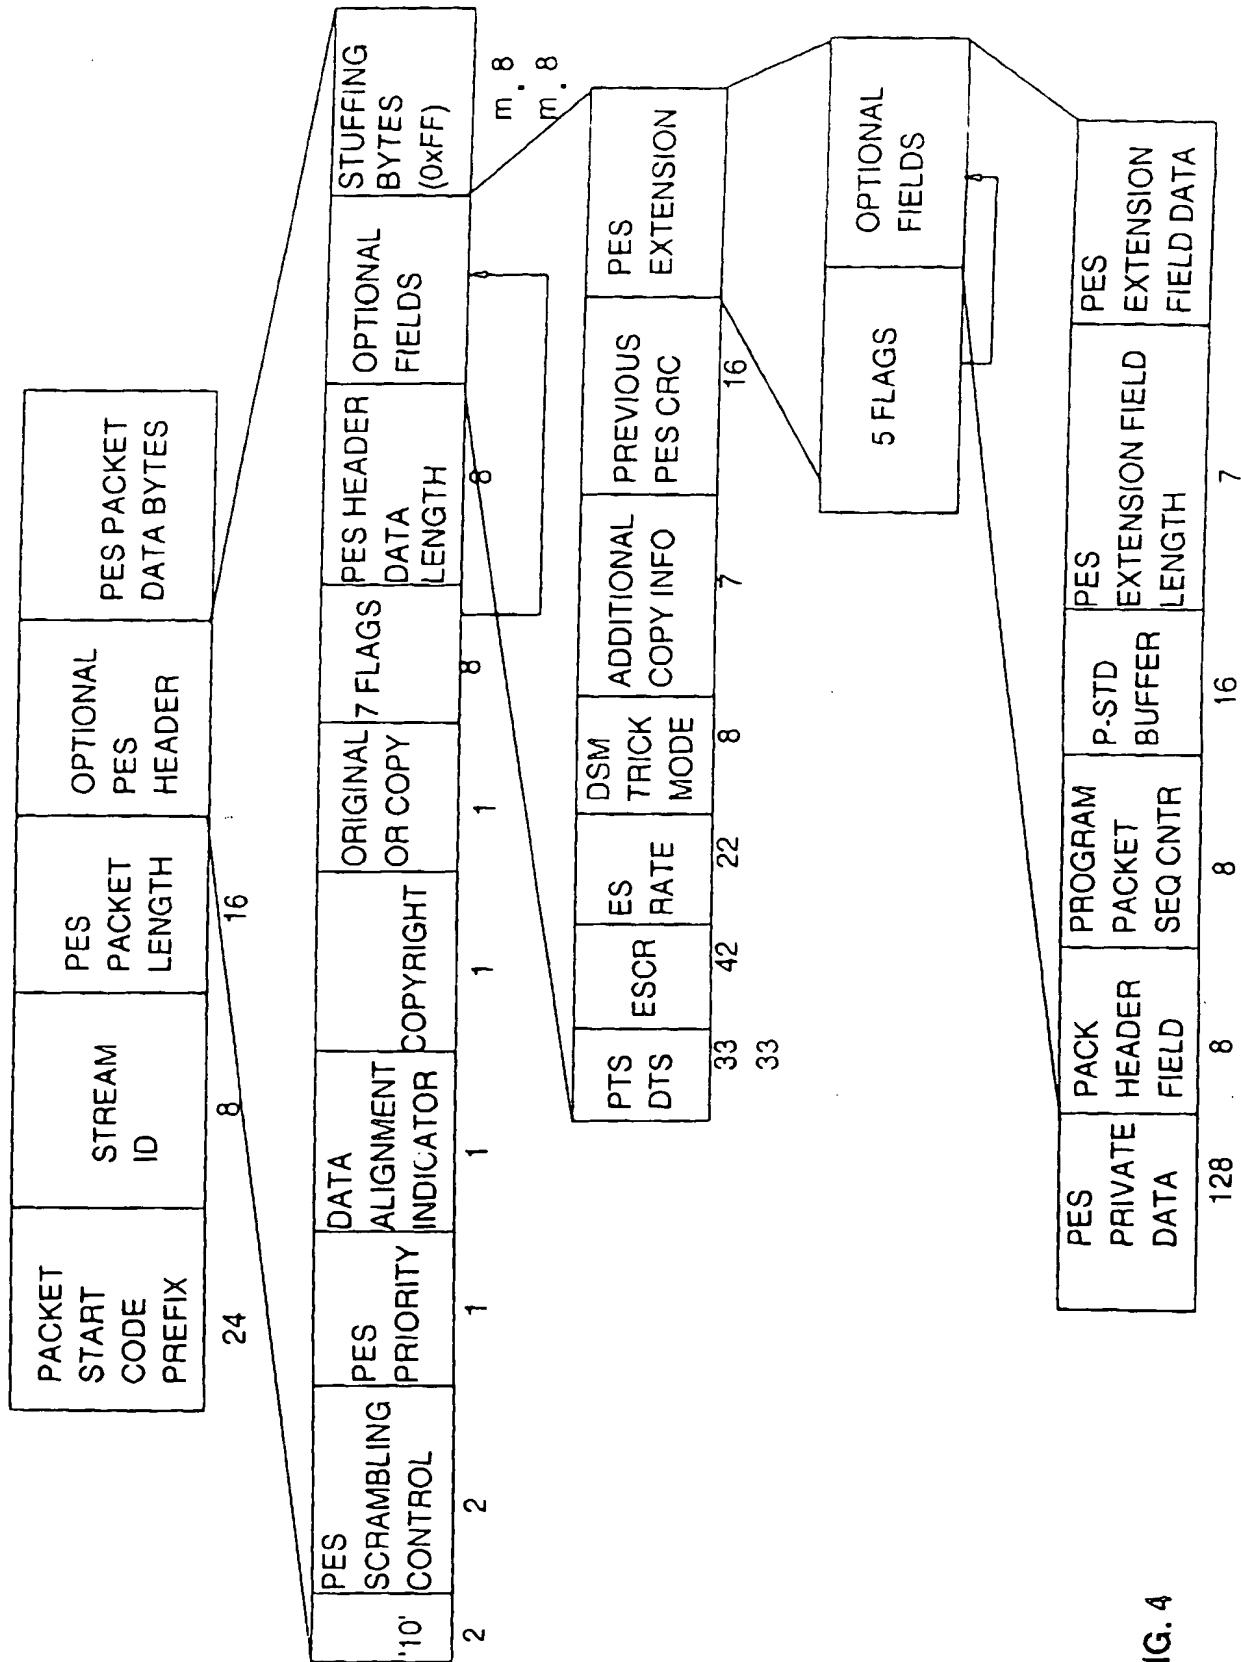 PACKET
START
CODE
PREFIX
24
STREAM
ID
8
PES
PACKET
LENGTH
16
OPTIONAL
PES
HEADER
PES PACKET
DATA BYTES
'10'
2
PES
SCRAMBLING
CONTROL
2
PES
PRIORITY
1
DATA
ALIGNMENT
INDICATOR
1
COPYRIGHT
1
ORIGINAL
OR COPY
1
7 FLAGS
8
PES HEADER
DATA
LENGTH
8
OPTIONAL
FIELDS
STUFFING
BYTES
(0xFF)
m . 8
m . 8
PTS
DTS
33
33
ESCR
42
ES
RATE
22
DSM
TRICK
MODE
8
ADDITIONAL
COPY INFO
7
PREVIOUS
PES CRC
16
PES
EXTENSION
5 FLAGS
OPTIONAL
FIELDS
PES
PRIVATE
DATA
128
PACK
HEADER
FIELD
8
PROGRAM
PACKET
SEQ CNTR
8
P-STD
BUFFER
16
PES
EXTENSION FIELD
LENGTH
7
PES
EXTENSION
FIELD DATA
IG. 4